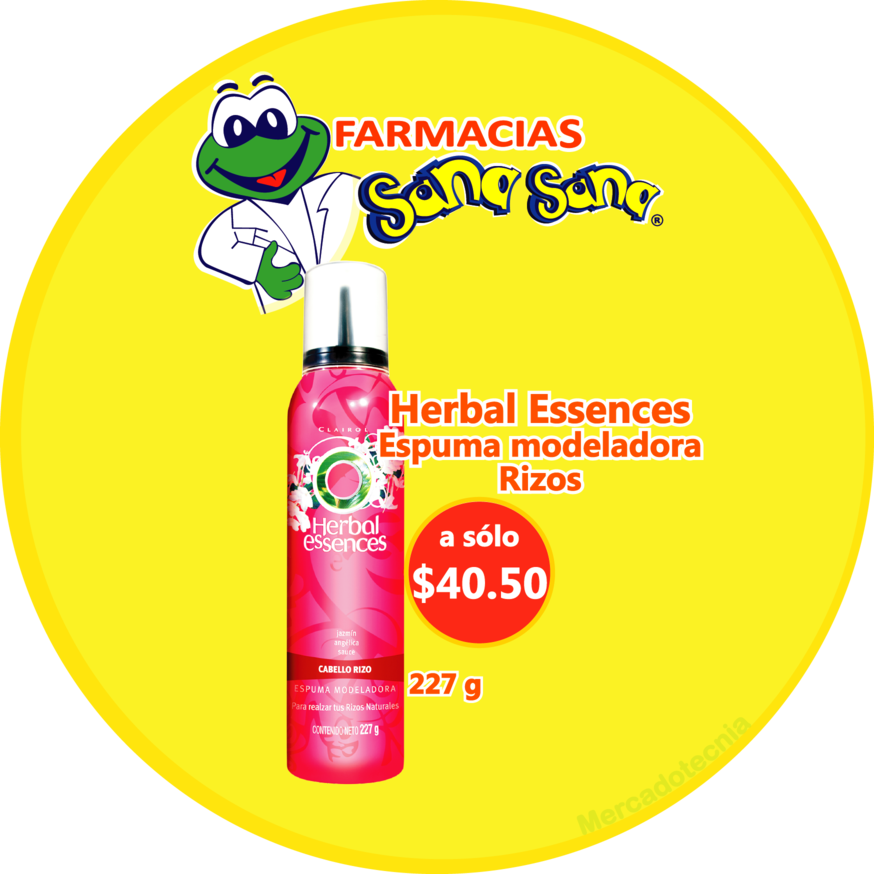 FARMACIAS
Sana Sana ®
Herbal Essences
Espuma modeladora
Rizos
a sólo
$40.50
227 g
CLAIROL
Herbal
essences
jazmín
angélica
sauce
CABELLO RIZO
ESPUMA MODELADORA
Para realzar tus Rizos Naturales
CONTENIDO NETO 227 g
Mercadotecnia